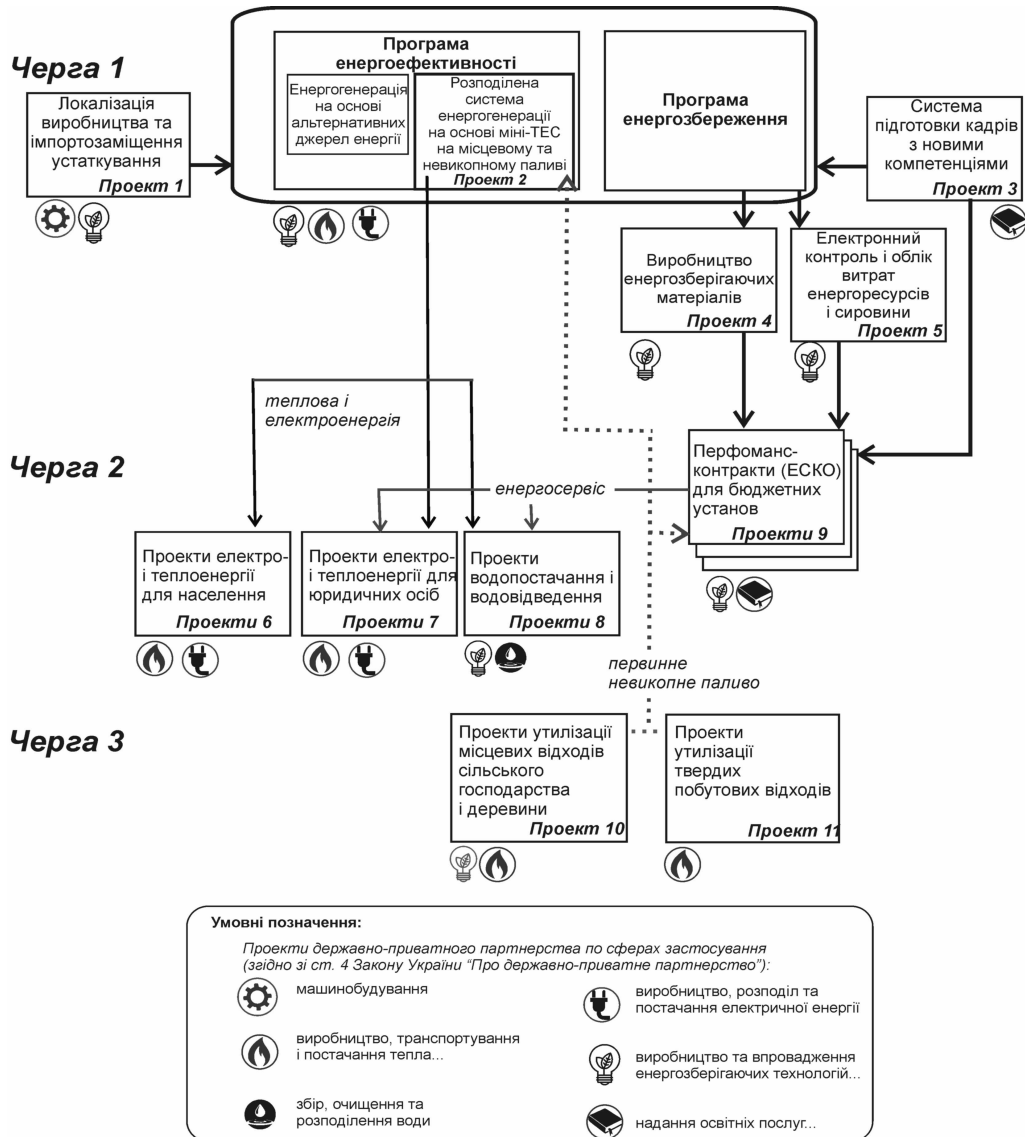 Черга 1
Програма
енергоефективності
Енергогенерація
на основі
альтернативних
джерел енергії
Розподілена
система
енергогенерації
на основі міні-ТЕС
на місцевому та
невикопному паливі
Проект 2
Програма
енергозбереження
Локалізація
виробництва та
імпортозаміщення
устаткування
Проект 1
Система
підготовки кадрів
з новими
компетенціями
Проект 3
Виробництво
енергозберігаючих
матеріалів
Проект 4
Електронний
контроль і облік
витрат
енергоресурсів
і сировини
Проект 5
теплова і
електроенергія
Черга 2
енергосервіс
Перфоманс-
контракти (ЕСКО)
для бюджетних
установ
Проекти 9
Проекти електро-
і теплоенергії
для населення
Проекти 6
Проекти електро-
і теплоенергії для
юридичних осіб
Проекти 7
Проекти
водопостачання і
водовідведення
Проекти 8
первинне
невикопне паливо
Черга 3
Проекти утилізації
місцевих відходів
сільського
господарства
і деревини
Проект 10
Проекти
утилізації
твердих
побутових відходів
Проект 11
Умовні позначення:
Проекти державно-приватного партнерства по сферах застосування
(згідно зі ст. 4 Закону України “Про державно-приватне партнерство”):
машинобудування
виробництво, транспортування
і постачання тепла...
збір, очищення та
розподілення води
виробництво, розподіл та
постачання електричної енергії
виробництво та впровадження
енергозберігаючих технологій...
надання освітніх послуг...